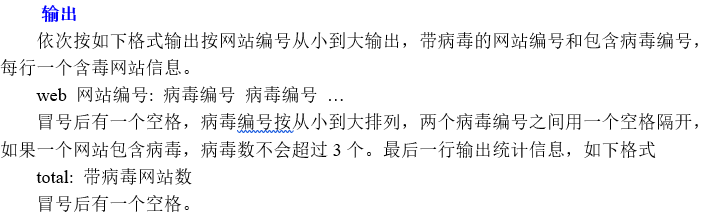 输出
依次按如下格式输出按网站编号从小到大输出，带病毒的网站编号和包含病毒编号，
每行一个含毒网站信息。
web 网站编号: 病毒编号 病毒编号 …
冒号后有一个空格，病毒编号按从小到大排列，两个病毒编号之间用一个空格隔开，
如果一个网站包含病毒，病毒数不会超过 3 个。最后一行输出统计信息，如下格式
total: 带病毒网站数
冒号后有一个空格。